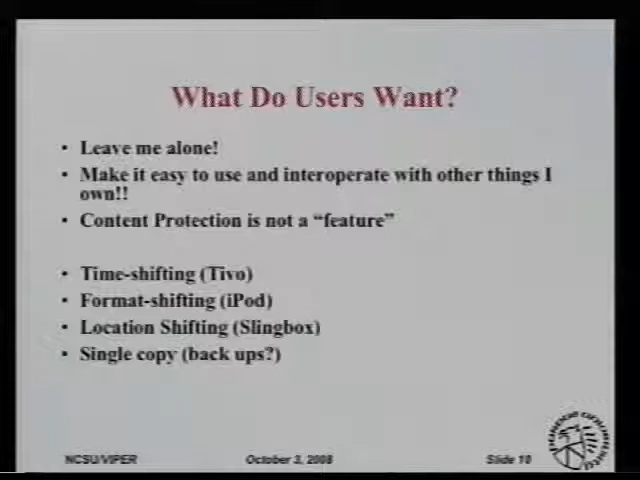 What Do Users Want?
• Leave me alone!
• Make it easy to use and interoperate with other things I
own!!
• Content Protection is not a “feature”
• Time-shifting (Tivo)
• Format-shifting (iPod)
• Location Shifting (Slingbox)
• Single copy (back ups?)
NCSU/VIPER
October 3, 2008
Slide 10